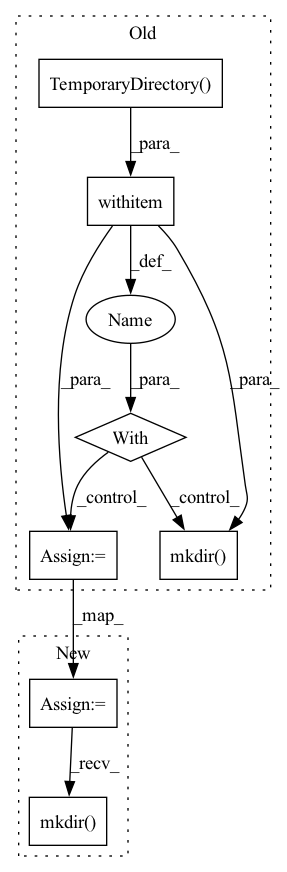 Old
TemporaryDirectory()
_para_
withitem
_def_
Name
_para_
_para_
_para_
With
_control_
_control_
Assign:=
mkdir()
_map_
New
Assign:=
_recv_
mkdir()